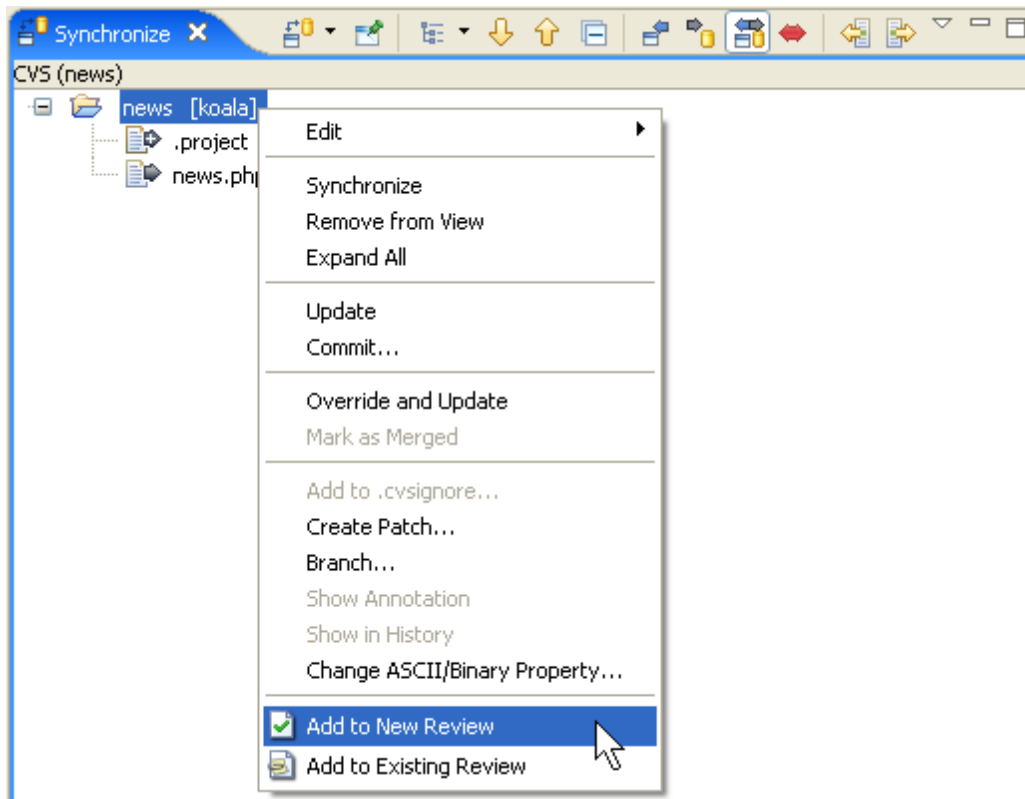 Synchronize
CVS (news)
news [koala]
.project
news.php
Edit
Synchronize
Remove from View
Expand All
Update
Commit...
Override and Update
Mark as Merged
Add to .cvsignore...
Create Patch...
Branch...
Show Annotation
Show in History
Change ASCII/Binary Property...
Add to New Review
Add to Existing Review